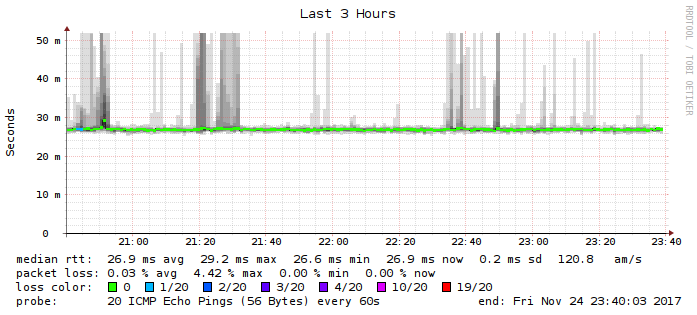 Last 3 Hours
RRDTOOL / TOBI OETIKER
Seconds
50 m
40 m
30 m
20 m
10 m
0
21:00 21:20 21:40 22:00 22:20 22:40 23:00 23:20 23:40
median rtt: 26.9 ms avg 29.2 ms max 26.6 ms min 26.9 ms now 0.2 ms sd 120.8 am/s
packet loss: 0.03 % avg 4.42 % max 0.00 % min 0.00 % now
loss color: 0 1/20 2/20 3/20 4/20 10/20 19/20
probe: 20 ICMP Echo Pings (56 Bytes) every 60s end: Fri Nov 24 23:40:03 2017